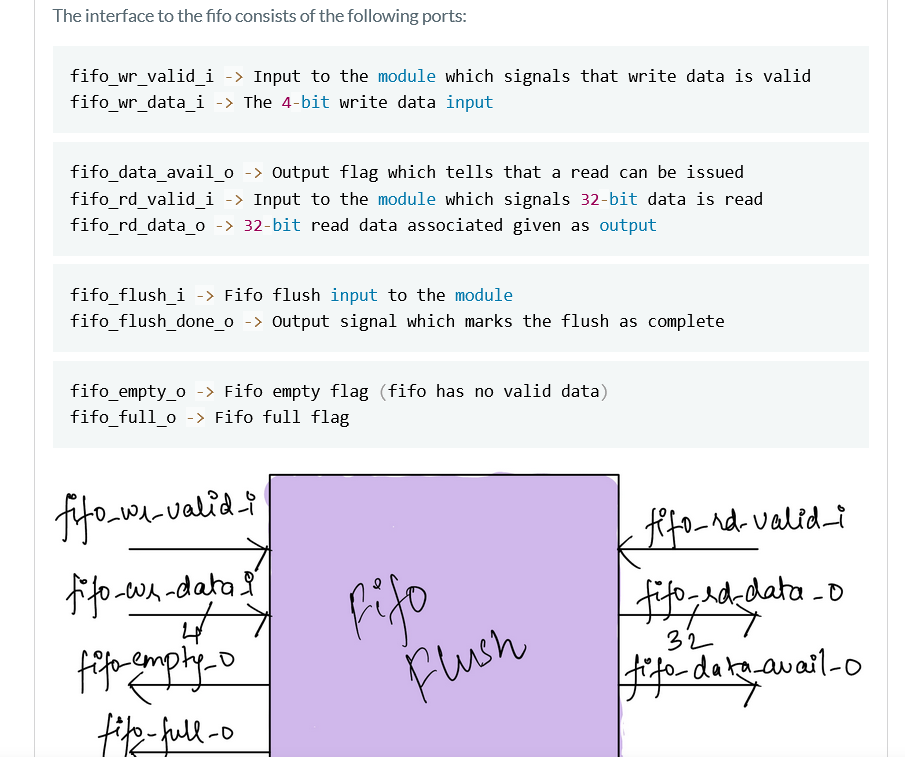 The interface to the fifo consists of the following ports:
fifo_wr_valid_i -> Input to the module which signals that write data is valid
fifo_wr_data_i -> The 4-bit write data input
fifo_data_avail_o -> Output flag which tells that a read can be issued
fifo_rd_valid_i -> Input to the module which signals 32-bit data is read
fifo_rd_data_o -> 32-bit read data associated given as output
fifo_flush_i -> Fifo flush input to the module
fifo_flush_done_o -> Output signal which marks the flush as complete
fifo_empty_o -> Fifo empty flag (fifo has no valid data)
fifo_full_o -> Fifo full flag
fifo_wr_valid_i
fifo_rd_valid_i
fifo_wr_data_i
4
Fifo
Flush
fifo_rd_data_o
32
fifo_empty_o
fifo_data_avail_o
fifo_full_o